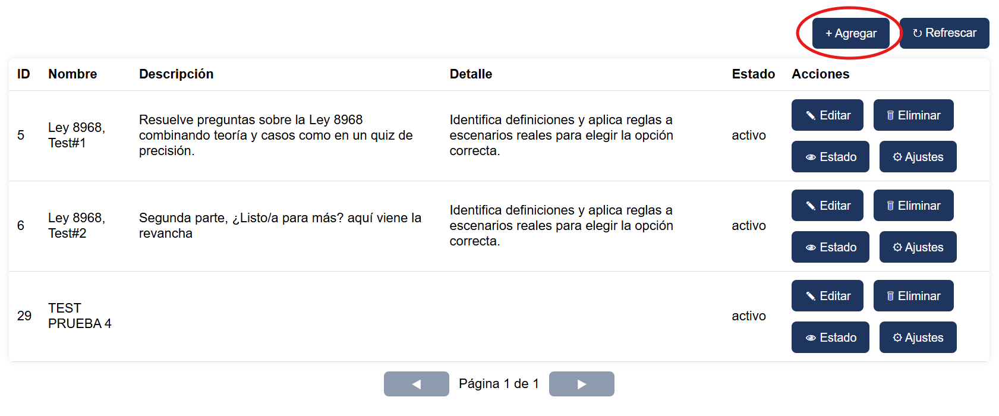 + Agregar
↻ Refrescar
ID Nombre Descripción Detalle Estado Acciones
5
Ley 8968,
Test#1
Resuelve preguntas sobre la Ley 8968
combinando teoría y casos como en un quiz de
precisión.
Identifica definiciones y aplica reglas a
escenarios reales para elegir la opción
correcta.
activo
Editar
Eliminar
Estado
Ajustes
6
Ley 8968,
Test#2
Segunda parte, ¿Listo/a para más? aquí viene la
revancha
Identifica definiciones y aplica reglas a
escenarios reales para elegir la opción
correcta.
activo
Editar
Eliminar
Estado
Ajustes
29
TEST
PRUEBA 4
activo
Editar
Eliminar
Estado
Ajustes
Página 1 de 1